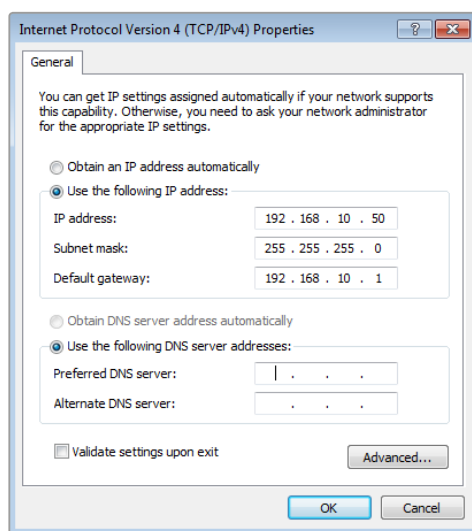 Internet Protocol Version 4 (TCP/IPv4) Properties
General
You can get IP settings assigned automatically if your network supports
this capability. Otherwise, you need to ask your network administrator
for the appropriate IP settings.
Obtain an IP address automatically
Use the following IP address:
IP address: 192 . 168 . 10 . 50
Subnet mask: 255 . 255 . 255 . 0
Default gateway: 192 . 168 . 10 . 1
Obtain DNS server address automatically
Use the following DNS server addresses:
Preferred DNS server: . . .
Alternate DNS server: . . .
Validate settings upon exit
Advanced...
OK Cancel